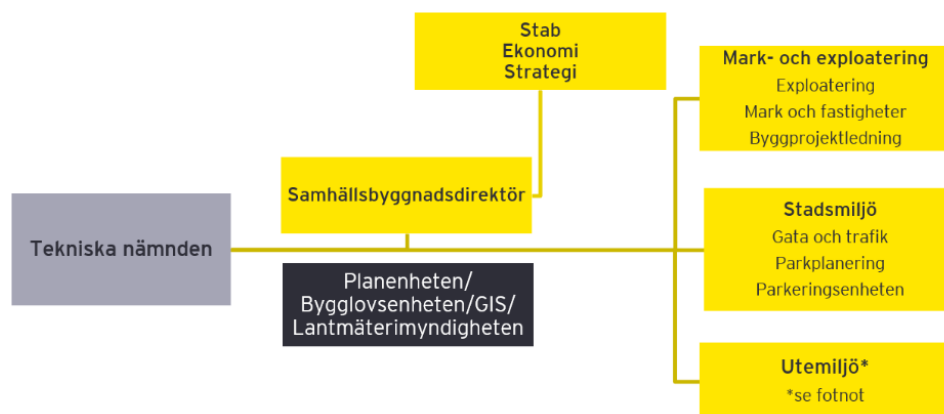 Stab
Ekonomi
Strategi
Mark- och exploatering
Exploatering
Mark och fastigheter
Byggprojektledning
Samhällsbyggnadsdirektör
Tekniska nämnden
Stadsmiljö
Gata och trafik
Parkplanering
Parkeringsenheten
Planenheten/
Bygglovsenheten/GIS/
Lantmäterimyndigheten
Utemiljö*
*se fotnot